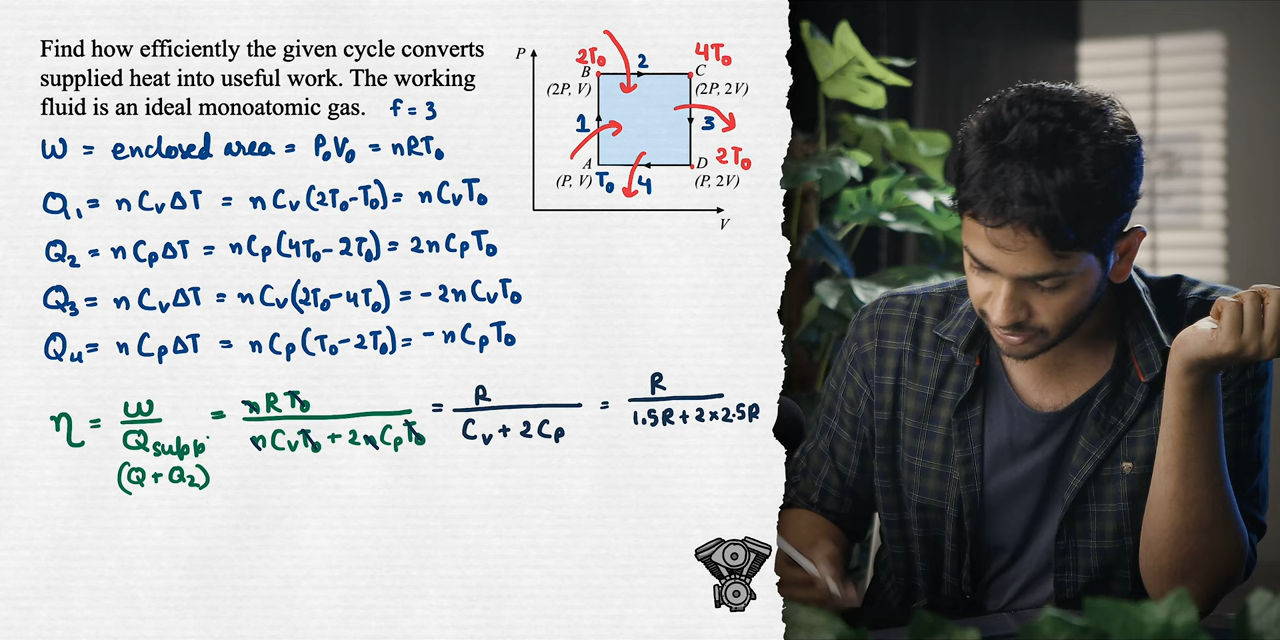 Find how efficiently the given cycle converts
supplied heat into useful work. The working
fluid is an ideal monoatomic gas. f = 3
W = enclosed area = P₀V₀ = nRT₀
Q₁ = nCᵥΔT = nCᵥ(2T₀-T₀) = nCᵥT₀
Q₂ = nCpΔT = nCp(4T₀-2T₀) = 2nCpT₀
Q₃ = nCᵥΔT = nCᵥ(2T₀-4T₀) = -2nCᵥT₀
Q₄ = nCpΔT = nCp(T₀-2T₀) = -nCpT₀
η = W / Qsupp. = nRT₀ / nCᵥT₀ + 2nCpT₀ = R / Cᵥ + 2Cp = R / 1.5R + 2×2.5R
(Q + Q₂)
P
2T₀ 2 4T₀
B C
(2P, V) (2P, 2V)
1 3
A D 2T₀
(P, V) T₀ 4 (P, 2V)
V